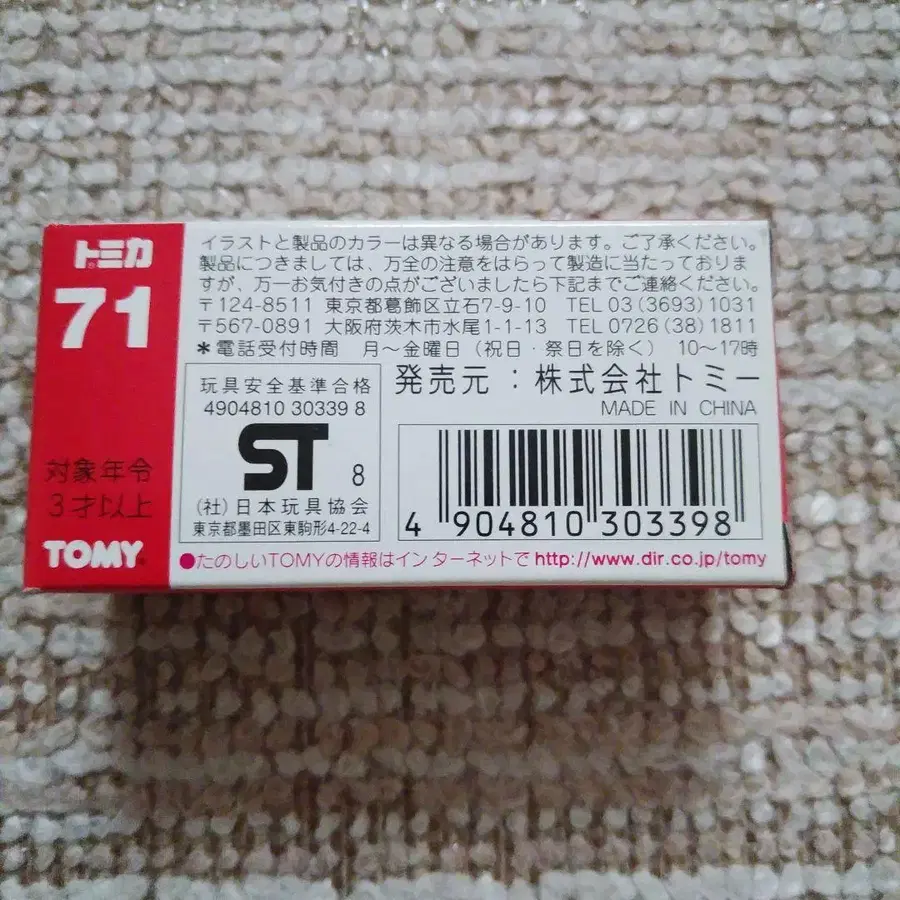 トミカ
71
対象年令
3才以上
TOMY
イラストと製品のカラーは異なる場合があります。ご了承ください。
製品につきましては、万全の注意をはらって製造に当たっておりま
すが、万一お気付きの点がございましたら下記までご連絡ください。
〒124-8511 東京都葛飾区立石7-9-10 TEL 03 (3693) 1031
〒567-0891 大阪府茨木市水尾1-1-13 TEL 0726 (38) 1811
*電話受付時間 月〜金曜日(祝日・祭日を除く) 10〜17時
玩具安全基準合格
4904810 30339 8
ST 8
(社)日本玩具協会
東京都墨田区東駒形4-22-4
発売元:株式会社トミー
MADE IN CHINA
4 904810 303398
●たのしいTOMYの情報はインターネットで http://www.dir.co.jp/tomy